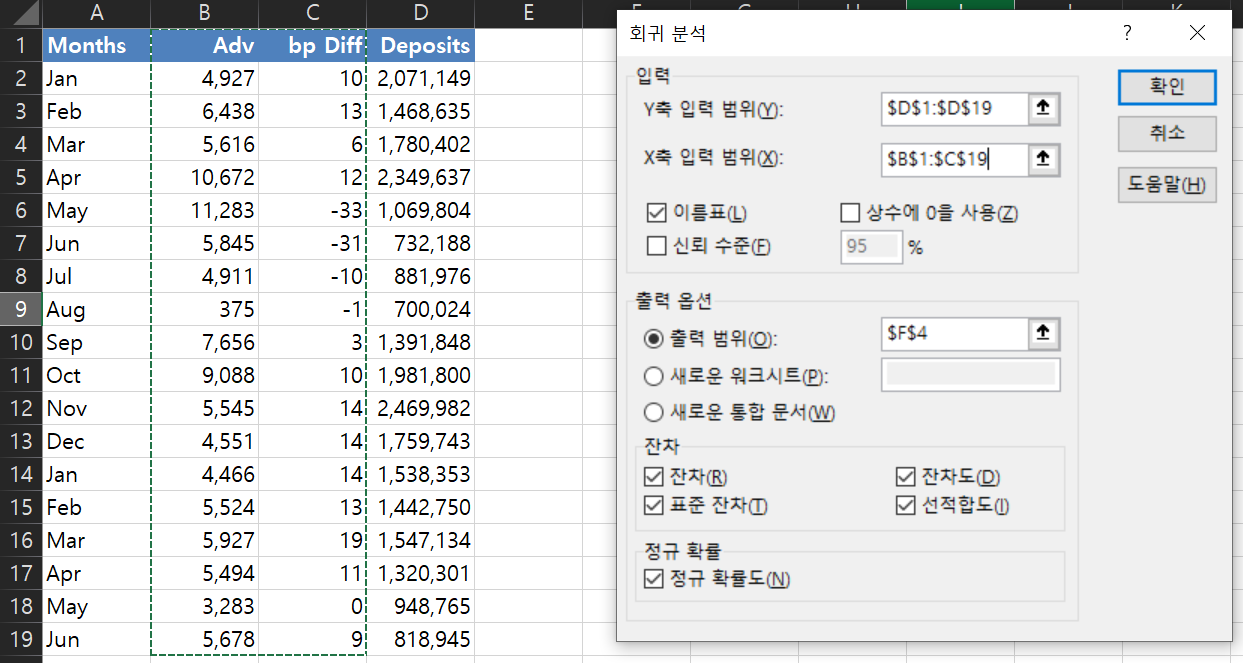 A B C D E
1 Months Adv bp Diff Deposits
2 Jan 4,927 10 2,071,149
3 Feb 6,438 13 1,468,635
4 Mar 5,616 6 1,780,402
5 Apr 10,672 12 2,349,637
6 May 11,283 -33 1,069,804
7 Jun 5,845 -31 732,188
8 Jul 4,911 -10 881,976
9 Aug 375 -1 700,024
10 Sep 7,656 3 1,391,848
11 Oct 9,088 10 1,981,800
12 Nov 5,545 14 2,469,982
13 Dec 4,551 14 1,759,743
14 Jan 4,466 14 1,538,353
15 Feb 5,524 13 1,442,750
16 Mar 5,927 19 1,547,134
17 Apr 5,494 11 1,320,301
18 May 3,283 0 948,765
19 Jun 5,678 9 818,945
회귀 분석 ?
입력
Y축 입력 범위(Y): $D$1:$D$19
X축 입력 범위(X): $B$1:$C$19
이름표(L) 상수에 0을 사용(Z)
신뢰 수준(F) 95 %
확인
취소
도움말(H)
출력 옵션
출력 범위(O): $F$4
새로운 워크시트(P):
새로운 통합 문서(W)
잔차
잔차(R) 잔차도(D)
표준 잔차(T) 선적합도(I)
정규 확률
정규 확률도(N)